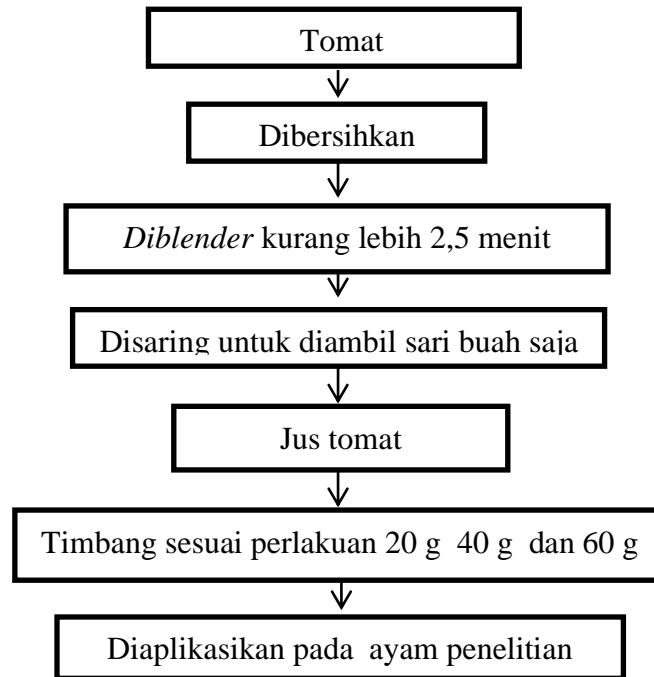 Tomat
Dibersihkan
Diblender kurang lebih 2,5 menit
Disaring untuk diambil sari buah saja
Jus tomat
Timbang sesuai perlakuan 20 g 40 g dan 60 g
Diaplikasikan pada ayam penelitian